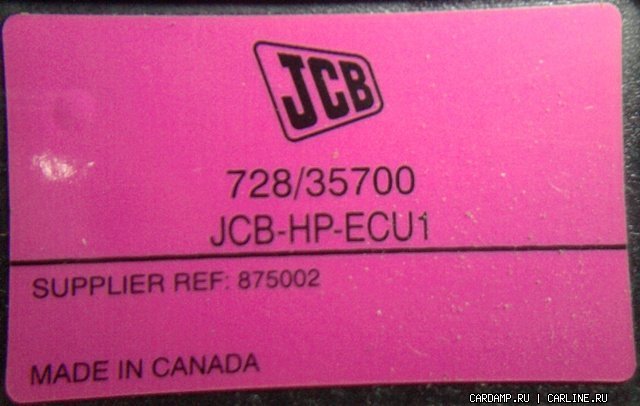 JCB
728/35700
JCB-HP-ECU1
SUPPLIER REF: 875002
MADE IN CANADA
CARDAMP.RU | CARLINE.RU